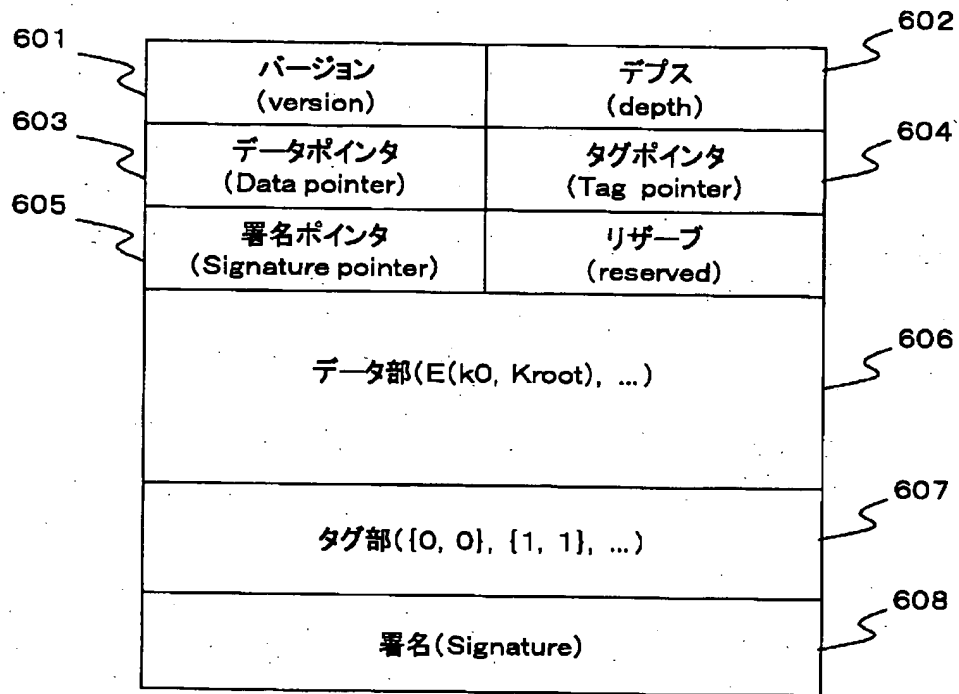 601
602
バージョン
(version)
デプス
(depth)
603
604
データポインタ
(Data pointer)
タグポインタ
(Tag pointer)
605
署名ポインタ
(Signature pointer)
リザーブ
(reserved)
606
データ部(E(k0, Kroot), ...)
607
タグ部({0, 0}, {1, 1}, ...)
608
署名(Signature)